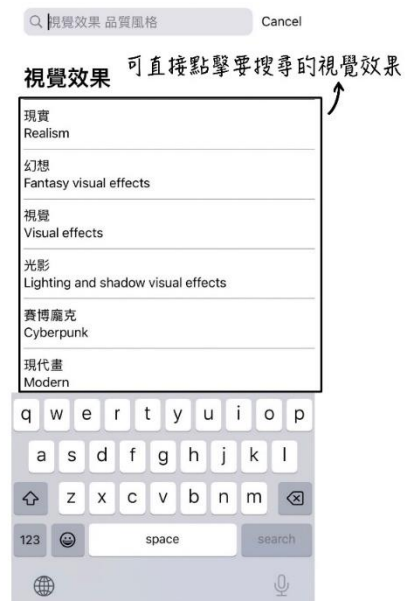 視覺效果 品質風格 Cancel
視覺效果 可直接點擊要搜尋的視覺效果
現實
Realism
幻想
Fantasy visual effects
視覺
Visual effects
光影
Lighting and shadow visual effects
賽博龐克
Cyberpunk
現代畫
Modern
q w e r t y u i o p
a s d f g h j k l
z x c v b n m
123 space search